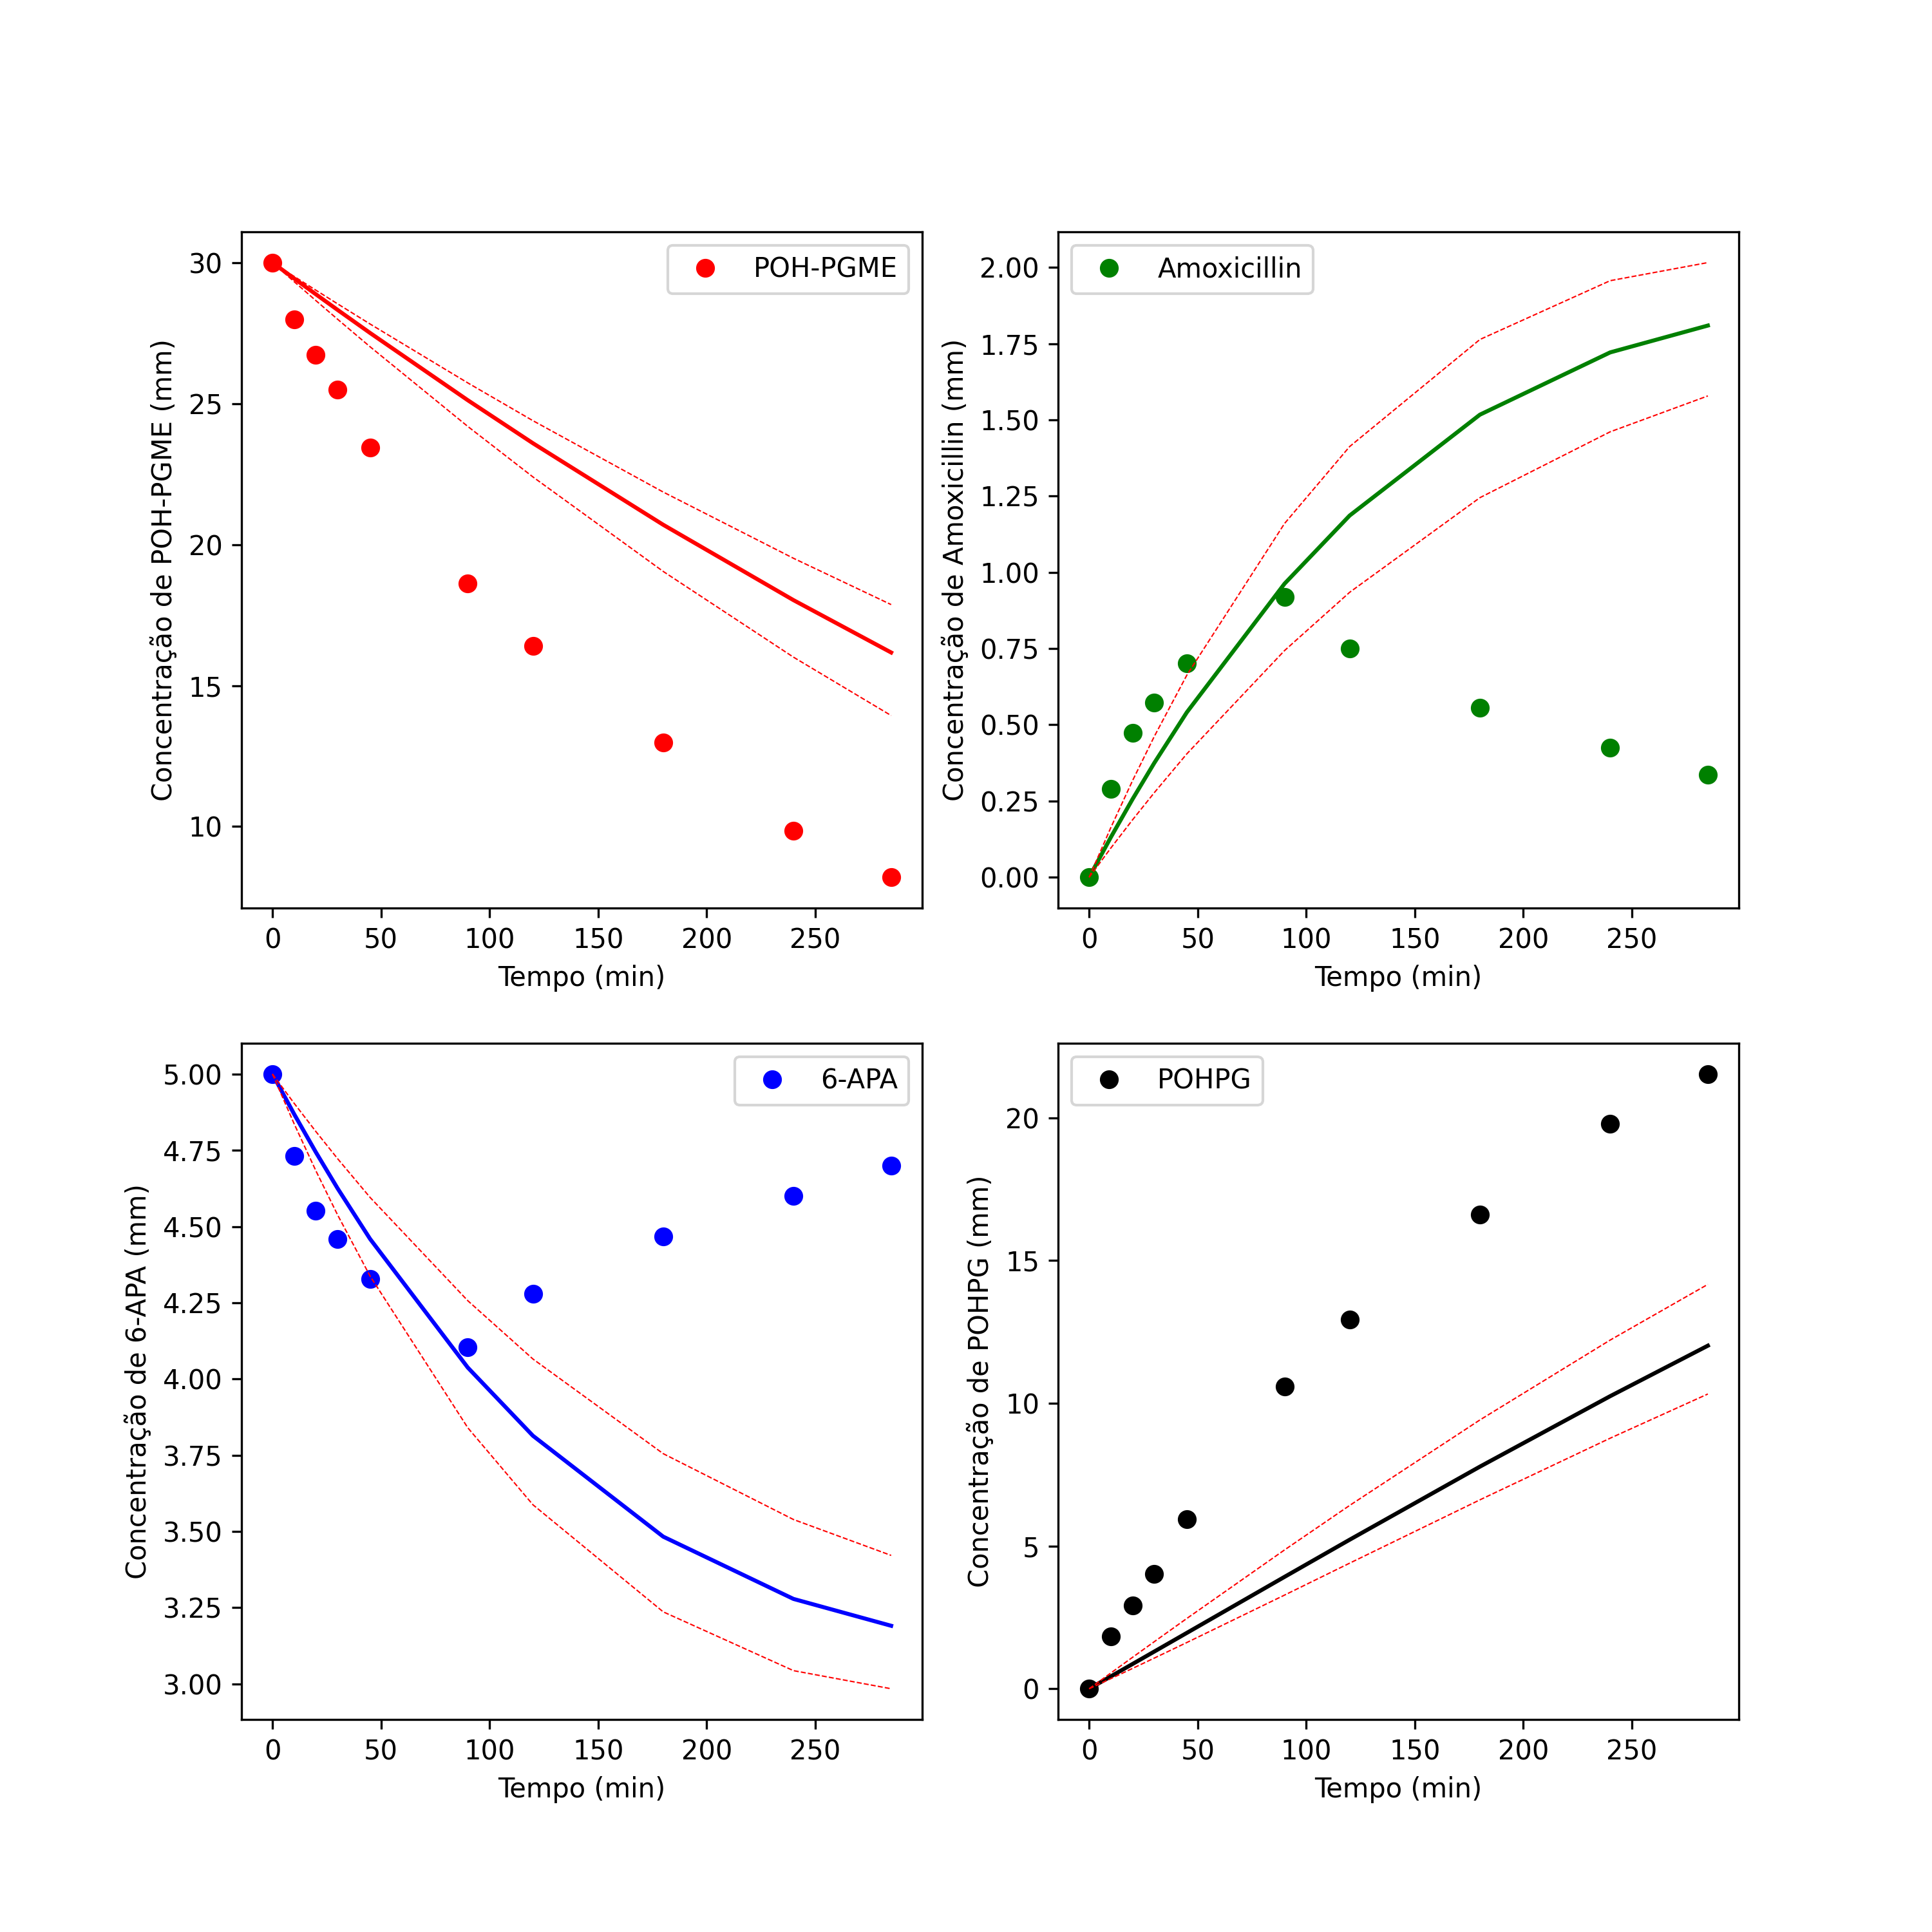 POH-PGME
30
25
20
15
10
Concentração de POH-PGME (mm)
0 50 100 150 200 250
Tempo (min)
Amoxicillin
2.00
1.75
1.50
1.25
1.00
0.75
0.50
0.25
0.00
Concentração de Amoxicillin (mm)
0 50 100 150 200 250
Tempo (min)
6-APA
5.00
4.75
4.50
4.25
4.00
3.75
3.50
3.25
3.00
Concentração de 6-APA (mm)
0 50 100 150 200 250
Tempo (min)
POHPG
20
15
10
5
0
Concentração de POHPG (mm)
0 50 100 150 200 250
Tempo (min)